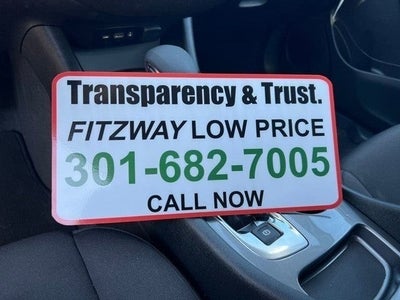 Transparency & Trust.
FITZWAY LOW PRICE
301-682-7005
CALL NOW